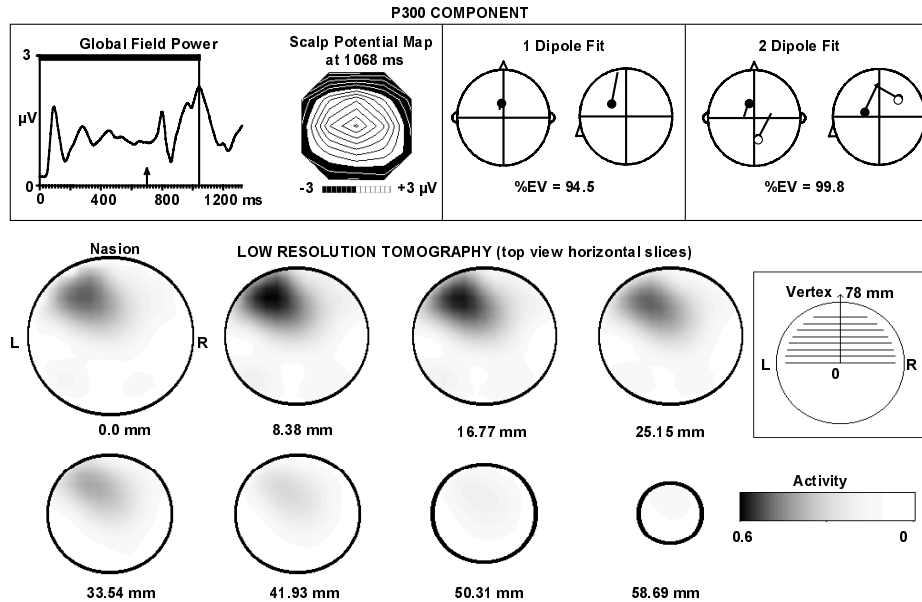 P300 COMPONENT
Global Field Power
3
µV
0
0 400 800 1200 ms
Scalp Potential Map
at 1068 ms
-3 +3 µV
1 Dipole Fit
%EV = 94.5
2 Dipole Fit
%EV = 99.8
LOW RESOLUTION TOMOGRAPHY (top view horizontal slices)
Nasion
L R
0.0 mm 8.38 mm 16.77 mm 25.15 mm
Vertex 78 mm
L R
0
33.54 mm 41.93 mm 50.31 mm 58.69 mm
Activity
0.6 0